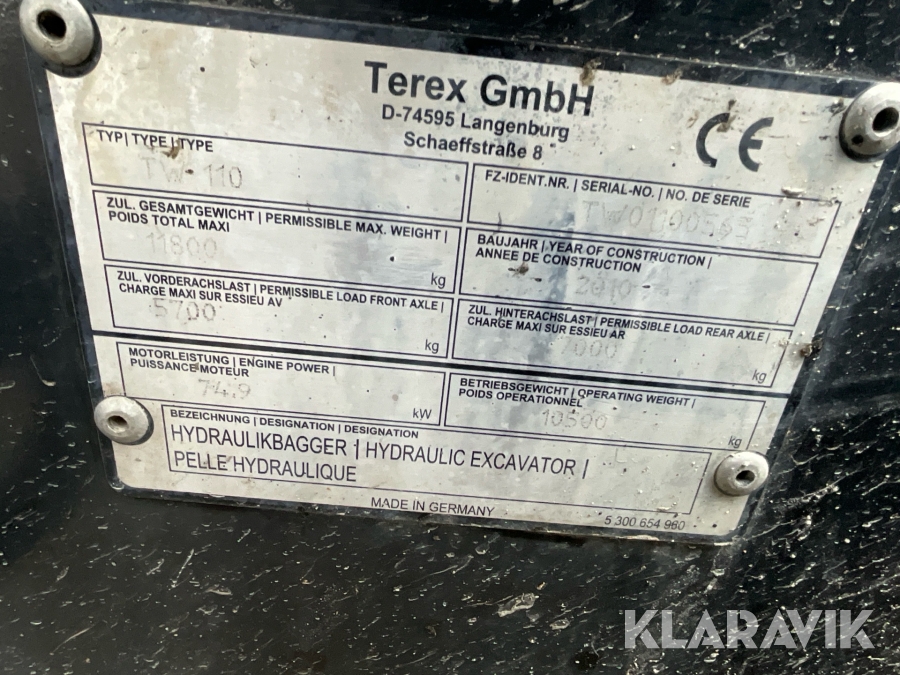 Terex GmbH
D-74595 Langenburg
Schaeffstraße 8
CE
TYP | TYPE | TYPE
TW 110
FZ-IDENT.NR. | SERIAL-NO. | NO. DE SERIE
ZUL. GESAMTGEWICHT | PERMISSIBLE MAX. WEIGHT |
POIDS TOTAL MAXI
11800
kg
BAUJAHR | YEAR OF CONSTRUCTION |
ANNEE DE CONSTRUCTION
2010
ZUL. VORDERACHSLAST | PERMISSIBLE LOAD FRONT AXLE |
CHARGE MAXI SUR ESSIEU AV
5700
kg
ZUL. HINTERACHSLAST | PERMISSIBLE LOAD REAR AXLE |
CHARGE MAXI SUR ESSIEU AR
kg
MOTORLEISTUNG | ENGINE POWER |
PUISSANCE MOTEUR
74.9
kW
BETRIEBSGEWICHT | OPERATING WEIGHT |
POIDS OPERATIONNEL
10500
kg
BEZEICHNUNG | DESIGNATION | DESIGNATION
HYDRAULIKBAGGER | HYDRAULIC EXCAVATOR |
PELLE HYDRAULIQUE
MADE IN GERMANY
5 300 654 960
KLARAVIK